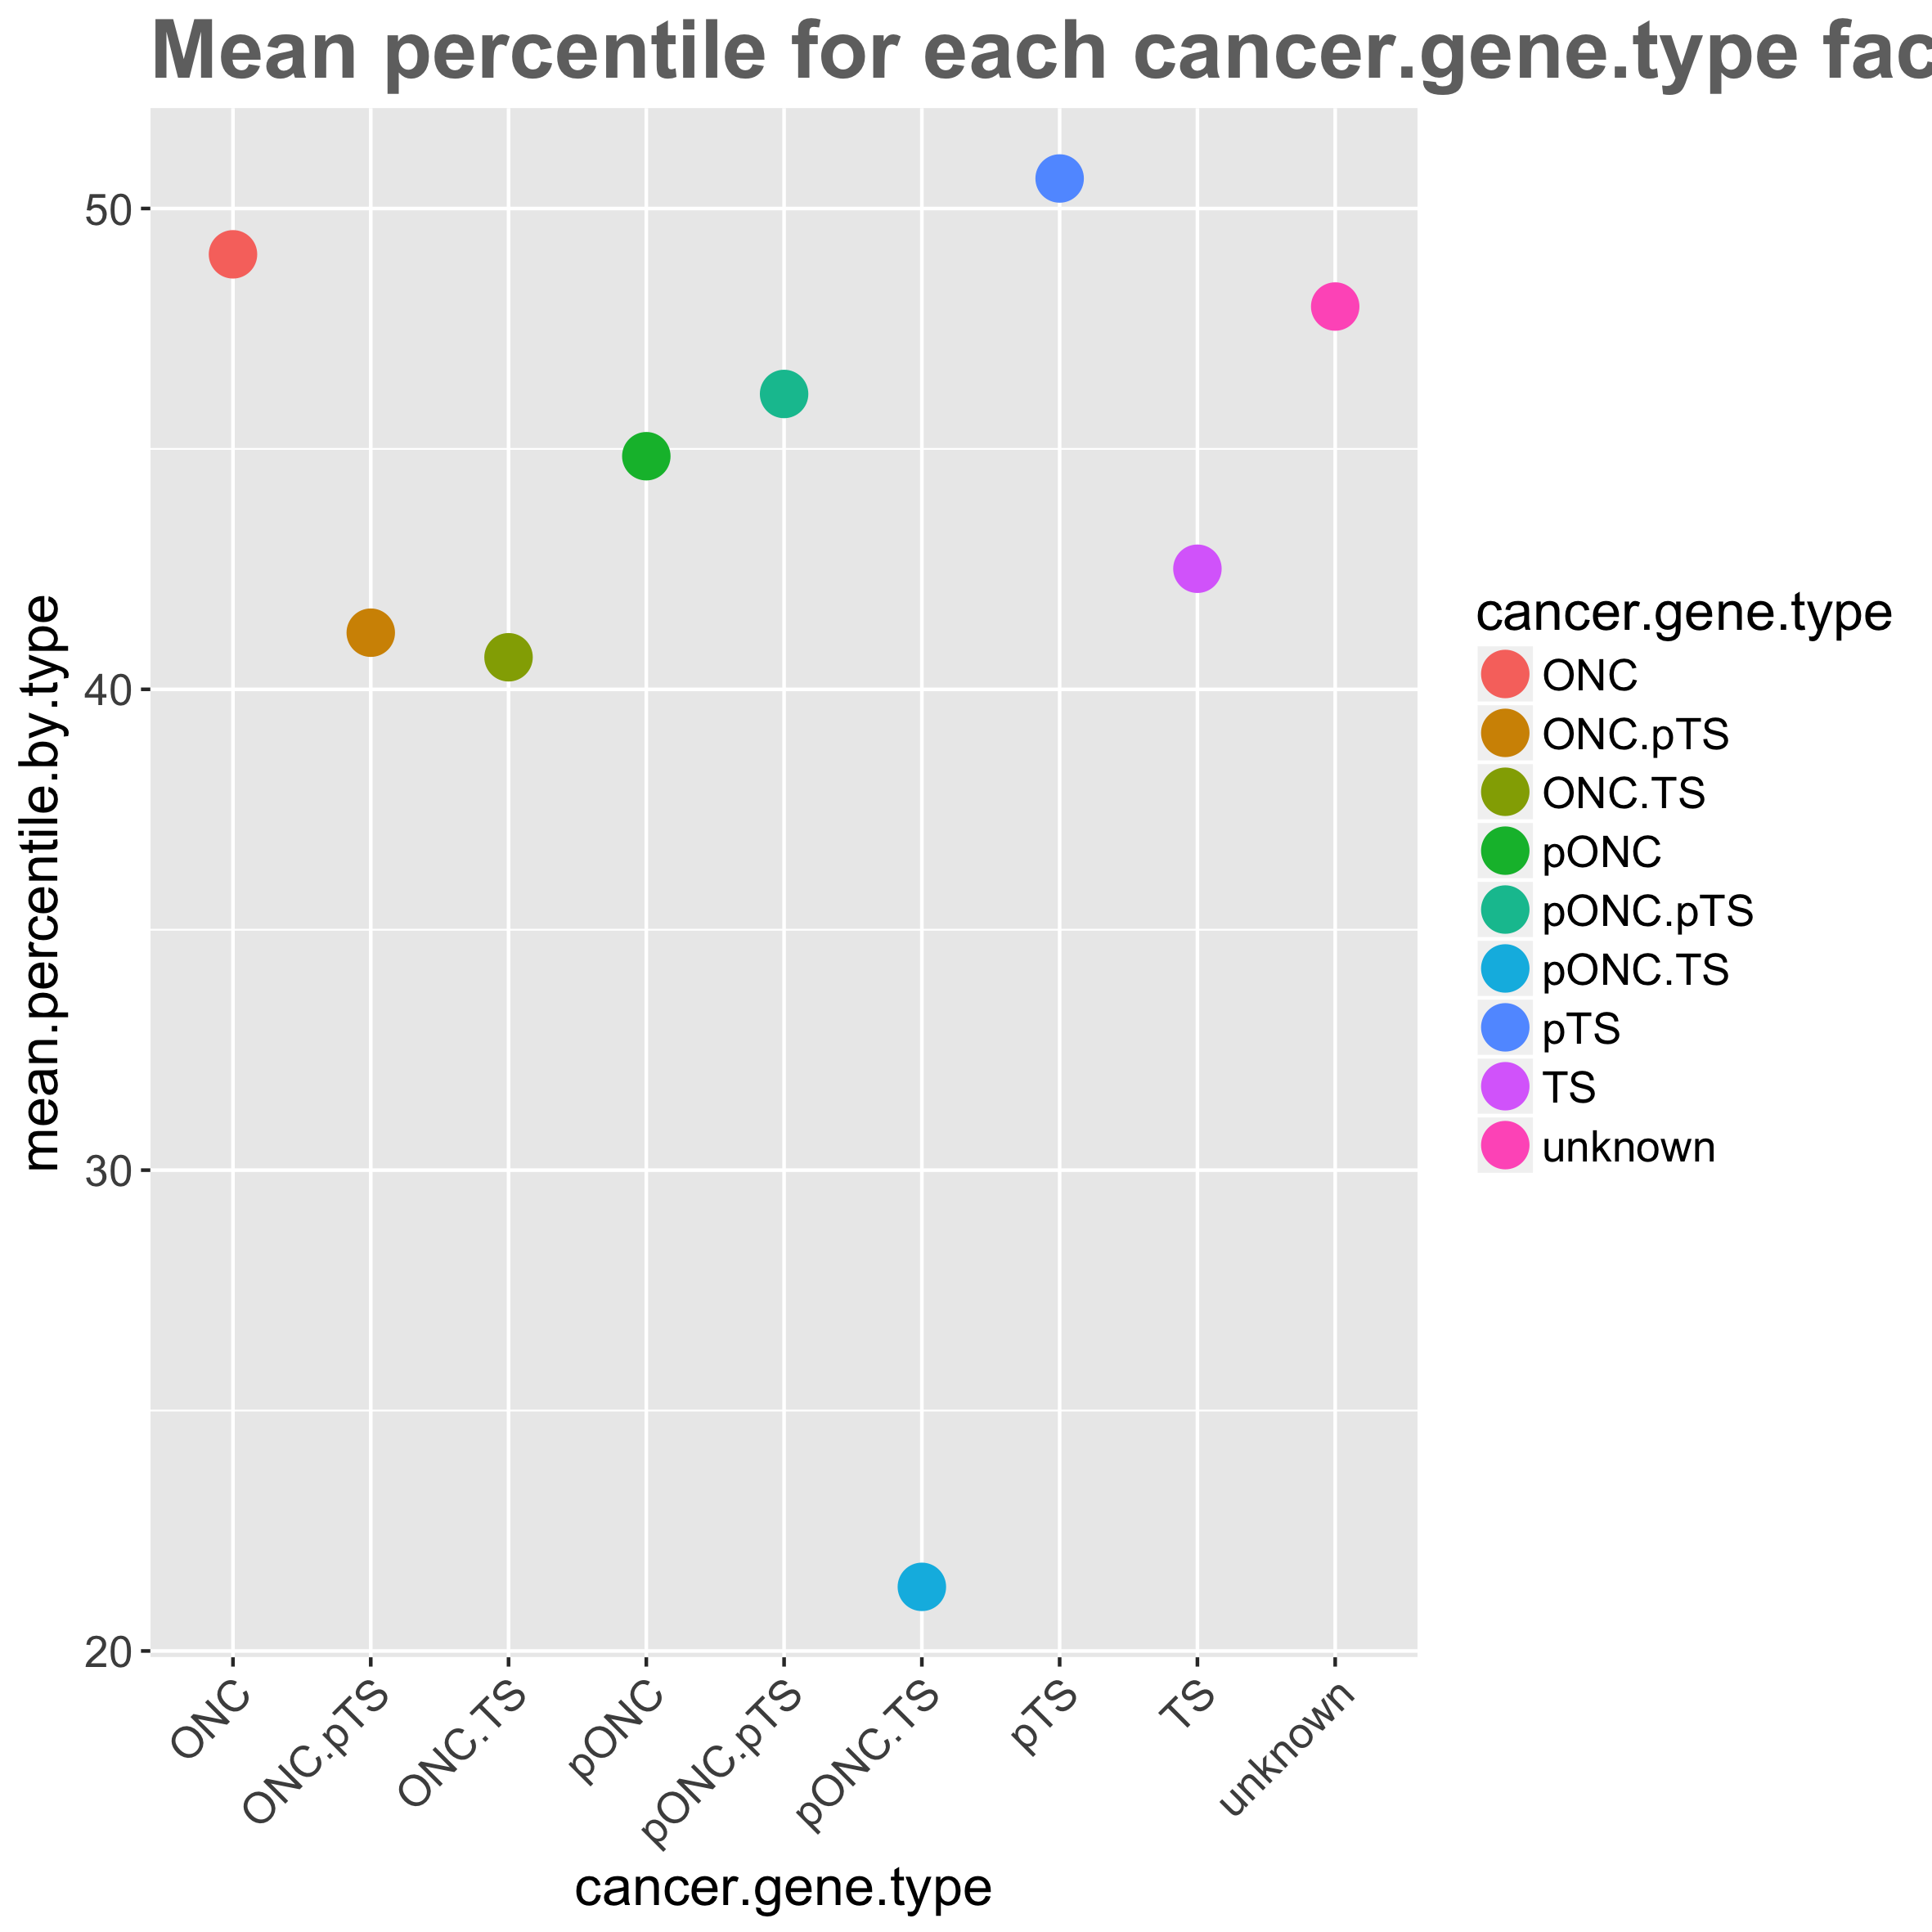 Mean percentile for each cancer.gene.type
mean.percentile.by.type
50
40
30
20
ONC
ONC.pTS
ONC.TS
pONC
pONC.pTS
pONC.TS
pTS
TS
unknown
cancer.gene.type
cancer.gene.type
ONC
ONC.pTS
ONC.TS
pONC
pONC.pTS
pONC.TS
pTS
TS
unknown